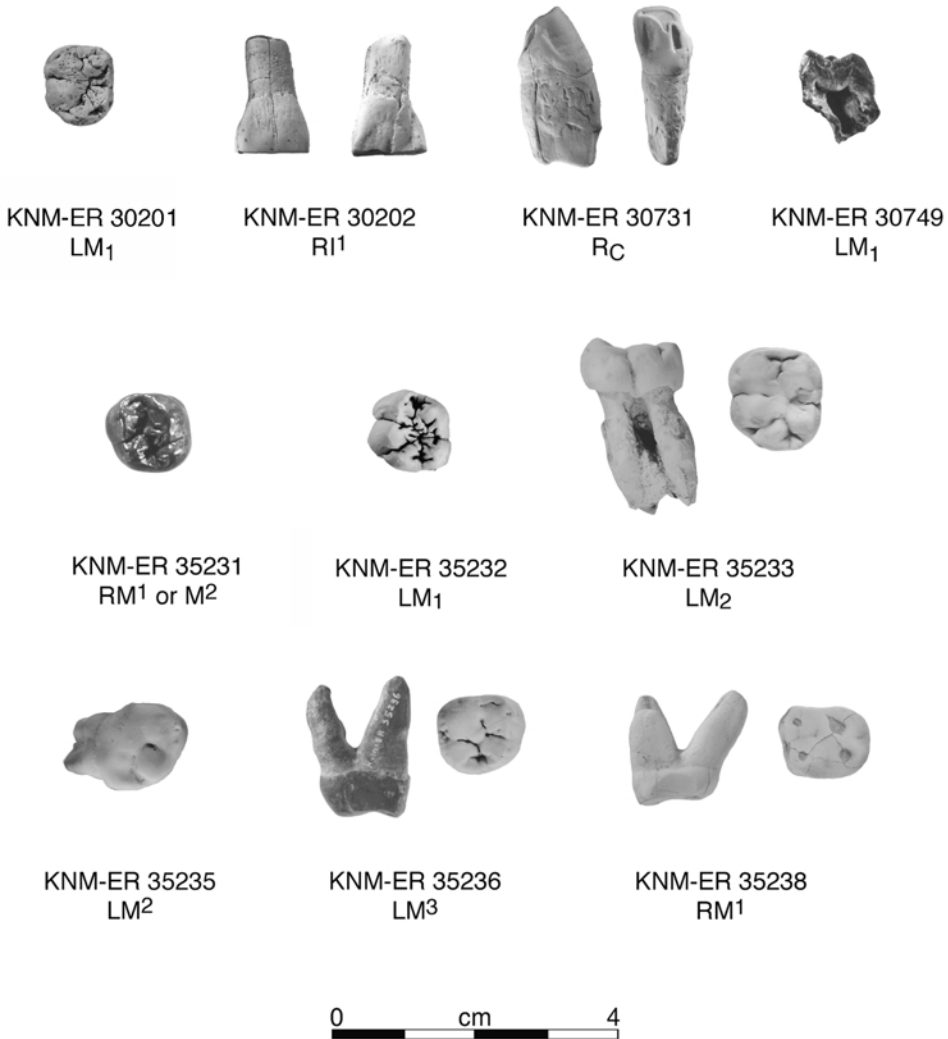 KNM-ER 30201
LM₁
KNM-ER 30202
RI¹
KNM-ER 30731
R_C
KNM-ER 30749
LM₁
KNM-ER 35231
RM¹ or M²
KNM-ER 35232
LM₁
KNM-ER 35233
LM₂
KNM-ER 35235
LM²
KNM-ER 35236
LM³
KNM-ER 35238
RM¹
0 cm 4